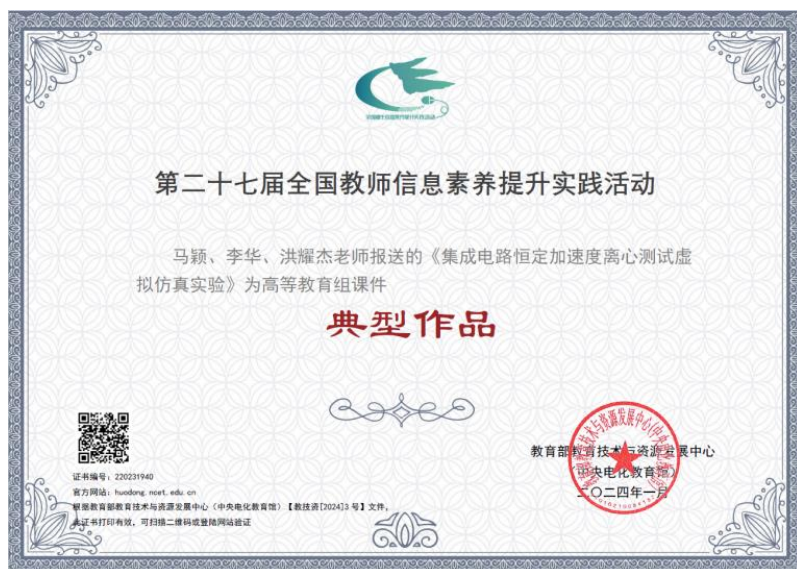 第二十七届全国教师信息素养提升实践活动
马颖、李华、洪耀杰老师报送的《集成电路恒定加速度离心测试虚
拟仿真实验》为高等教育组课件
典型作品
教育部教育技术与资源发展中心
（中央电化教育馆）
二〇二四年一月
证书编号：220231940
官方网站：huodong.ncet.edu.cn
根据教育部教育技术与资源发展中心（中央电化教育馆）【教技资[2024]3 号】文件，
此证书打印有效，可扫描二维码或登陆网站验证